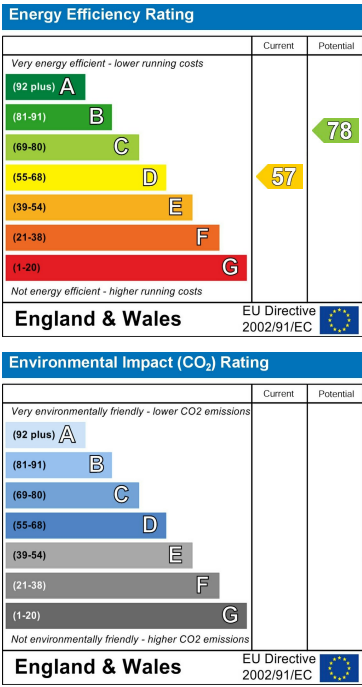 Energy Efficiency Rating
Current Potential
Very energy efficient - lower running costs
(92 plus) A
(81-91) B
78
(69-80) C
(55-68) D
57
(39-54) E
(21-38) F
(1-20) G
Not energy efficient - higher running costs
England & Wales
EU Directive
2002/91/EC
Environmental Impact (CO₂) Rating
Current Potential
Very environmentally friendly - lower CO2 emissions
(92 plus) A
(81-91) B
(69-80) C
(55-68) D
(39-54) E
(21-38) F
(1-20) G
Not environmentally friendly - higher CO2 emissions
England & Wales
EU Directive
2002/91/EC